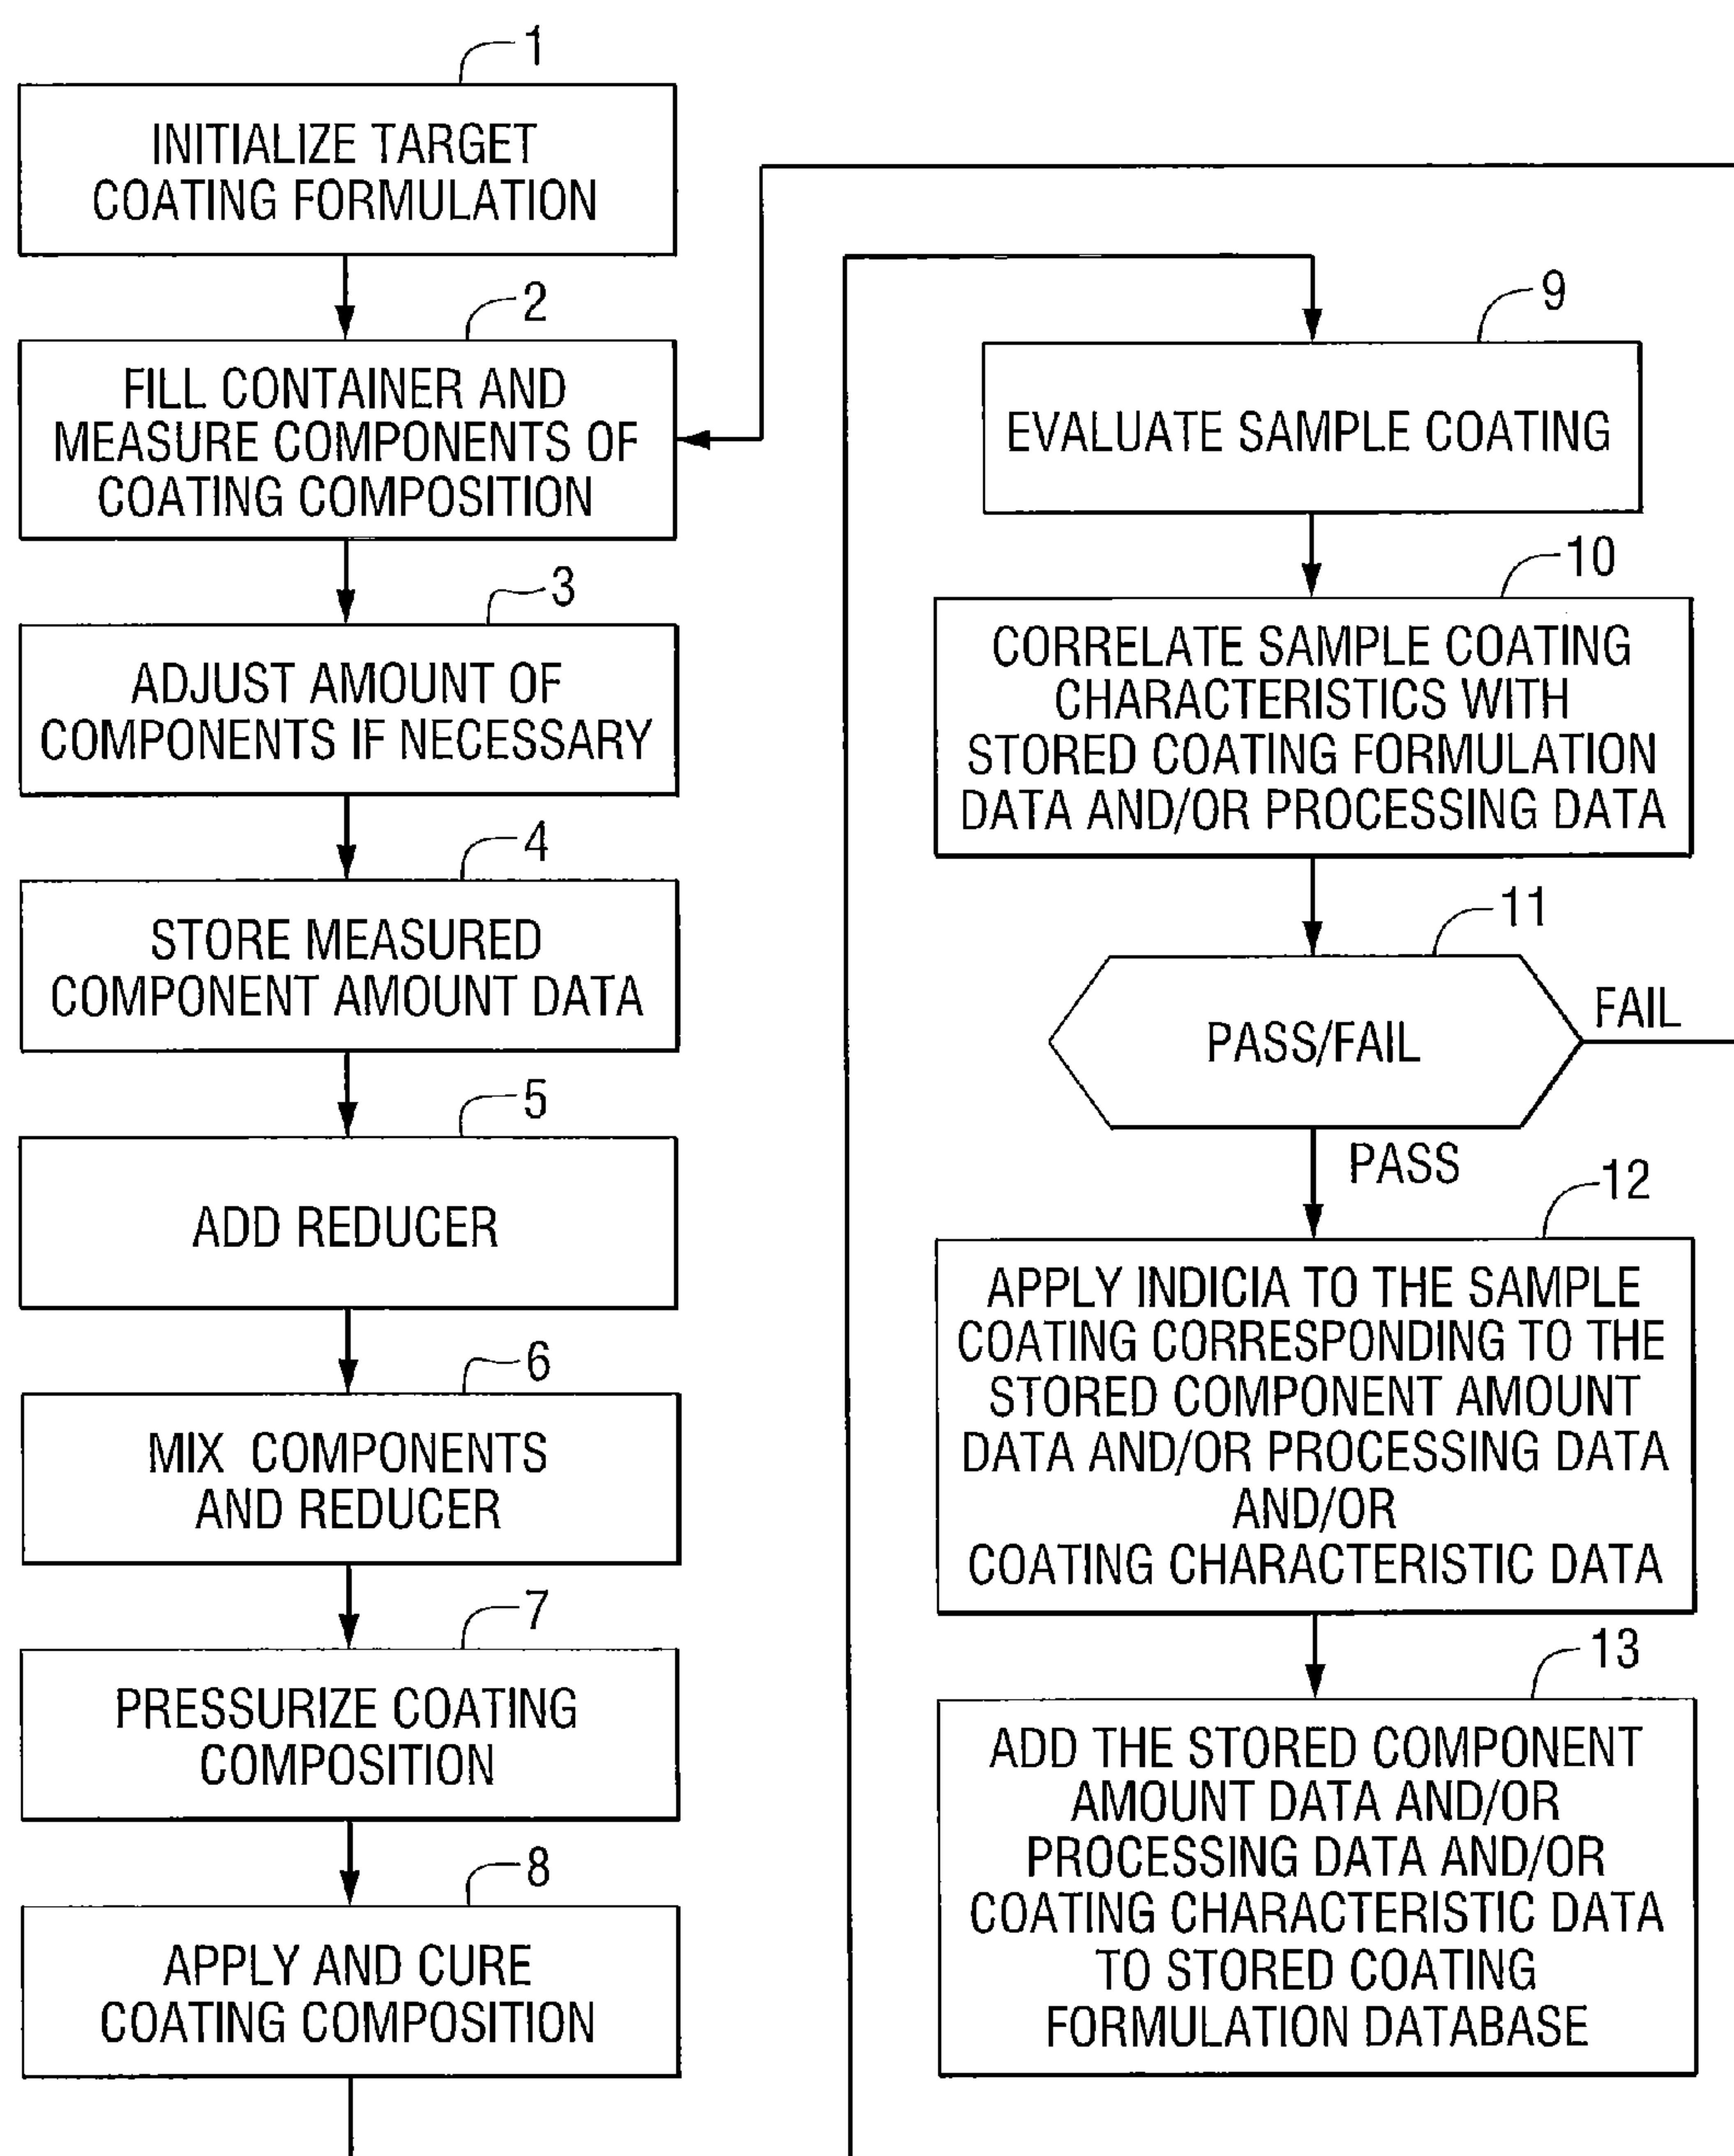 1
INITIALIZE TARGET
COATING FORMULATION
2
FILL CONTAINER AND
MEASURE COMPONENTS OF
COATING COMPOSITION
3
ADJUST AMOUNT OF
COMPONENTS IF NECESSARY
4
STORE MEASURED
COMPONENT AMOUNT DATA
5
ADD REDUCER
6
MIX COMPONENTS
AND REDUCER
7
PRESSURIZE COATING
COMPOSITION
8
APPLY AND CURE
COATING COMPOSITION
9
EVALUATE SAMPLE COATING
10
CORRELATE SAMPLE COATING
CHARACTERISTICS WITH
STORED COATING FORMULATION
DATA AND/OR PROCESSING DATA
11
PASS/FAIL
FAIL
PASS
12
APPLY INDICIA TO THE SAMPLE
COATING CORRESPONDING TO THE
STORED COMPONENT AMOUNT
DATA AND/OR PROCESSING DATA
AND/OR
COATING CHARACTERISTIC DATA
13
ADD THE STORED COMPONENT
AMOUNT DATA AND/OR
PROCESSING DATA AND/OR
COATING CHARACTERISTIC DATA
TO STORED COATING
FORMULATION DATABASE